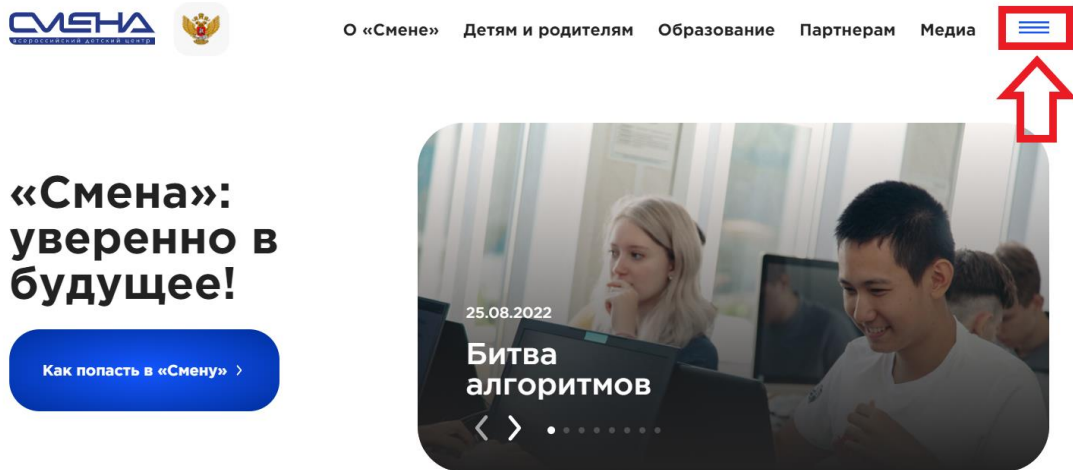 СМЕНА
всероссийский детский центр
О «Смене» Детям и родителям Образование Партнерам Медиа
«Смена»:
уверенно в
будущее!
Как попасть в «Смену» >
25.08.2022
Битва
алгоритмов